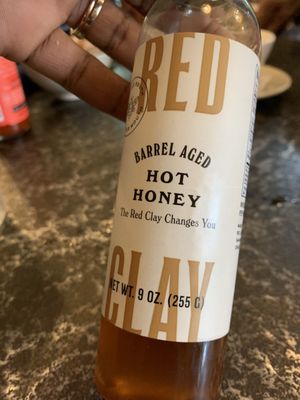 RED
BARREL AGED
HOT
HONEY
The Red Clay Changes You
CLAY
NET WT. 9 OZ. (255 G)